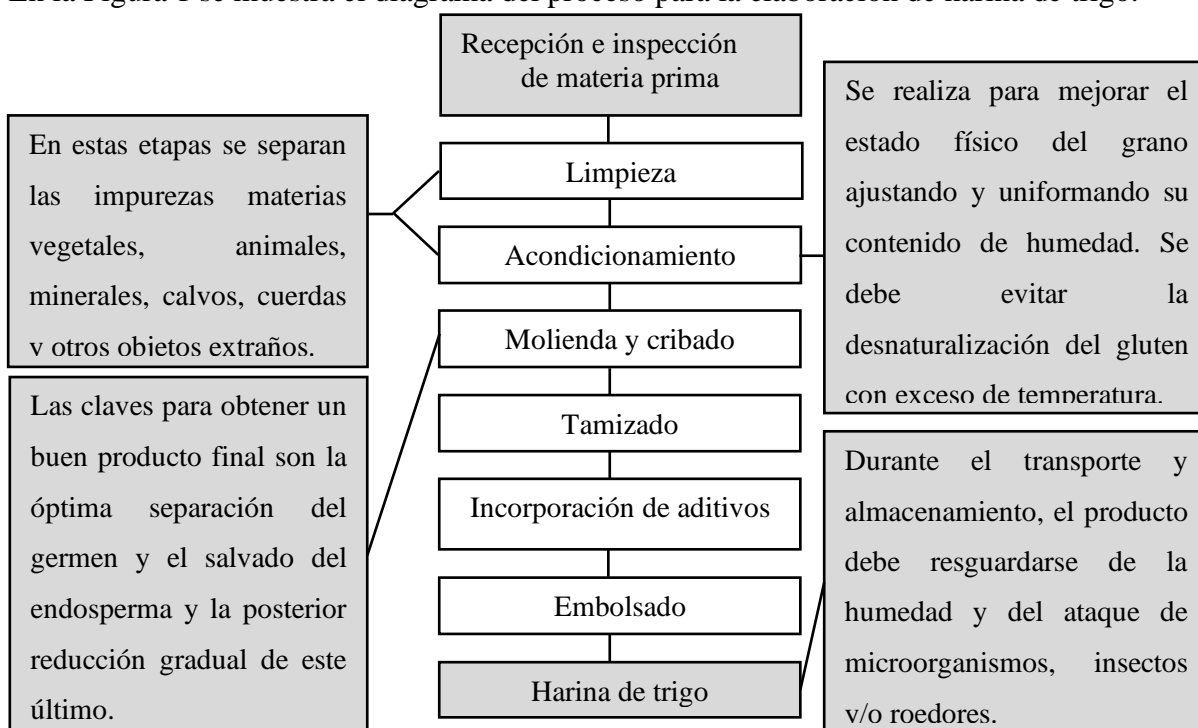 En la Figura 1 se muestra el diagrama del proceso para la elaboración de harina de trigo.
Recepción e inspección
de materia prima
En estas etapas se separan
las impurezas materias
vegetales, animales,
minerales, calvos, cuerdas
y otros objetos extraños.
Limpieza
Acondicionamiento
Se realiza para mejorar el
estado físico del grano
ajustando y uniformando su
contenido de humedad. Se
debe evitar la
desnaturalización del gluten
con exceso de temperatura.
Molienda y cribado
Las claves para obtener un
buen producto final son la
óptima separación del
germen y el salvado del
endosperma y la posterior
reducción gradual de este
último.
Tamizado
Incorporación de aditivos
Embolsado
Harina de trigo
Durante el transporte y
almacenamiento, el producto
debe resguardarse de la
humedad y del ataque de
microorganismos, insectos
y/o roedores.